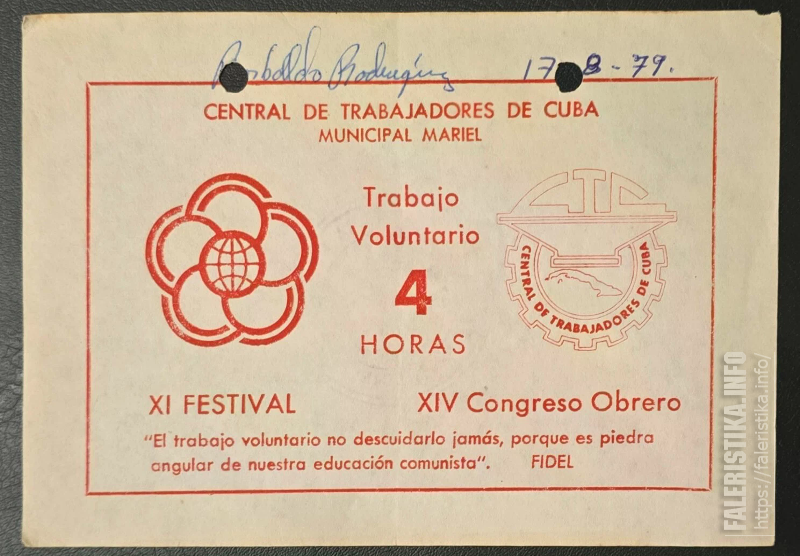 Rodríguez 17 8 - 79.
CENTRAL DE TRABAJADORES DE CUBA
MUNICIPAL MARIEL
Trabajo
Voluntario
4
HORAS
CTC
CENTRAL DE TRABAJADORES DE CUBA
XI FESTIVAL
XIV Congreso Obrero
"El trabajo voluntario no descuidarlo jamás, porque es piedra
angular de nuestra educación comunista". FIDEL
FALERISTIKA.INFO
https://faleristika.info/